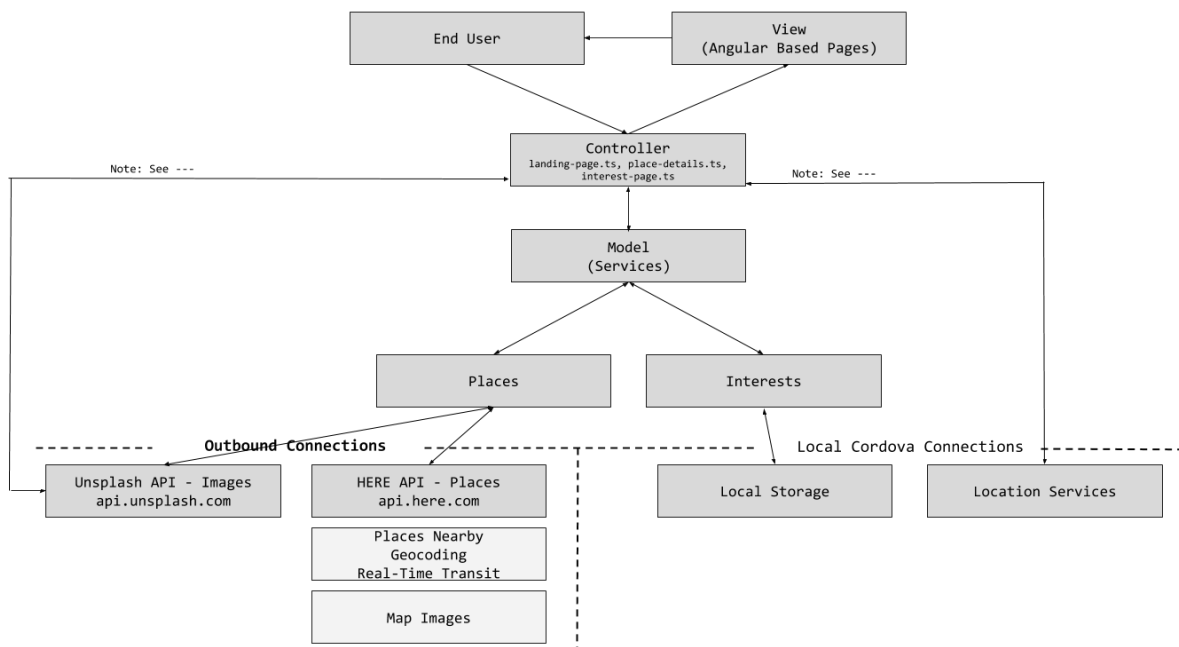 End User
View
(Angular Based Pages)
Controller
landing-page.ts, place-details.ts,
interest-page.ts
Note: See ---
Note: See ---
Model
(Services)
Places
Interests
Outbound Connections
Local Cordova Connections
Unsplash API - Images
api.unsplash.com
HERE API - Places
api.here.com
Local Storage
Location Services
Places Nearby
Geocoding
Real-Time Transit
Map Images